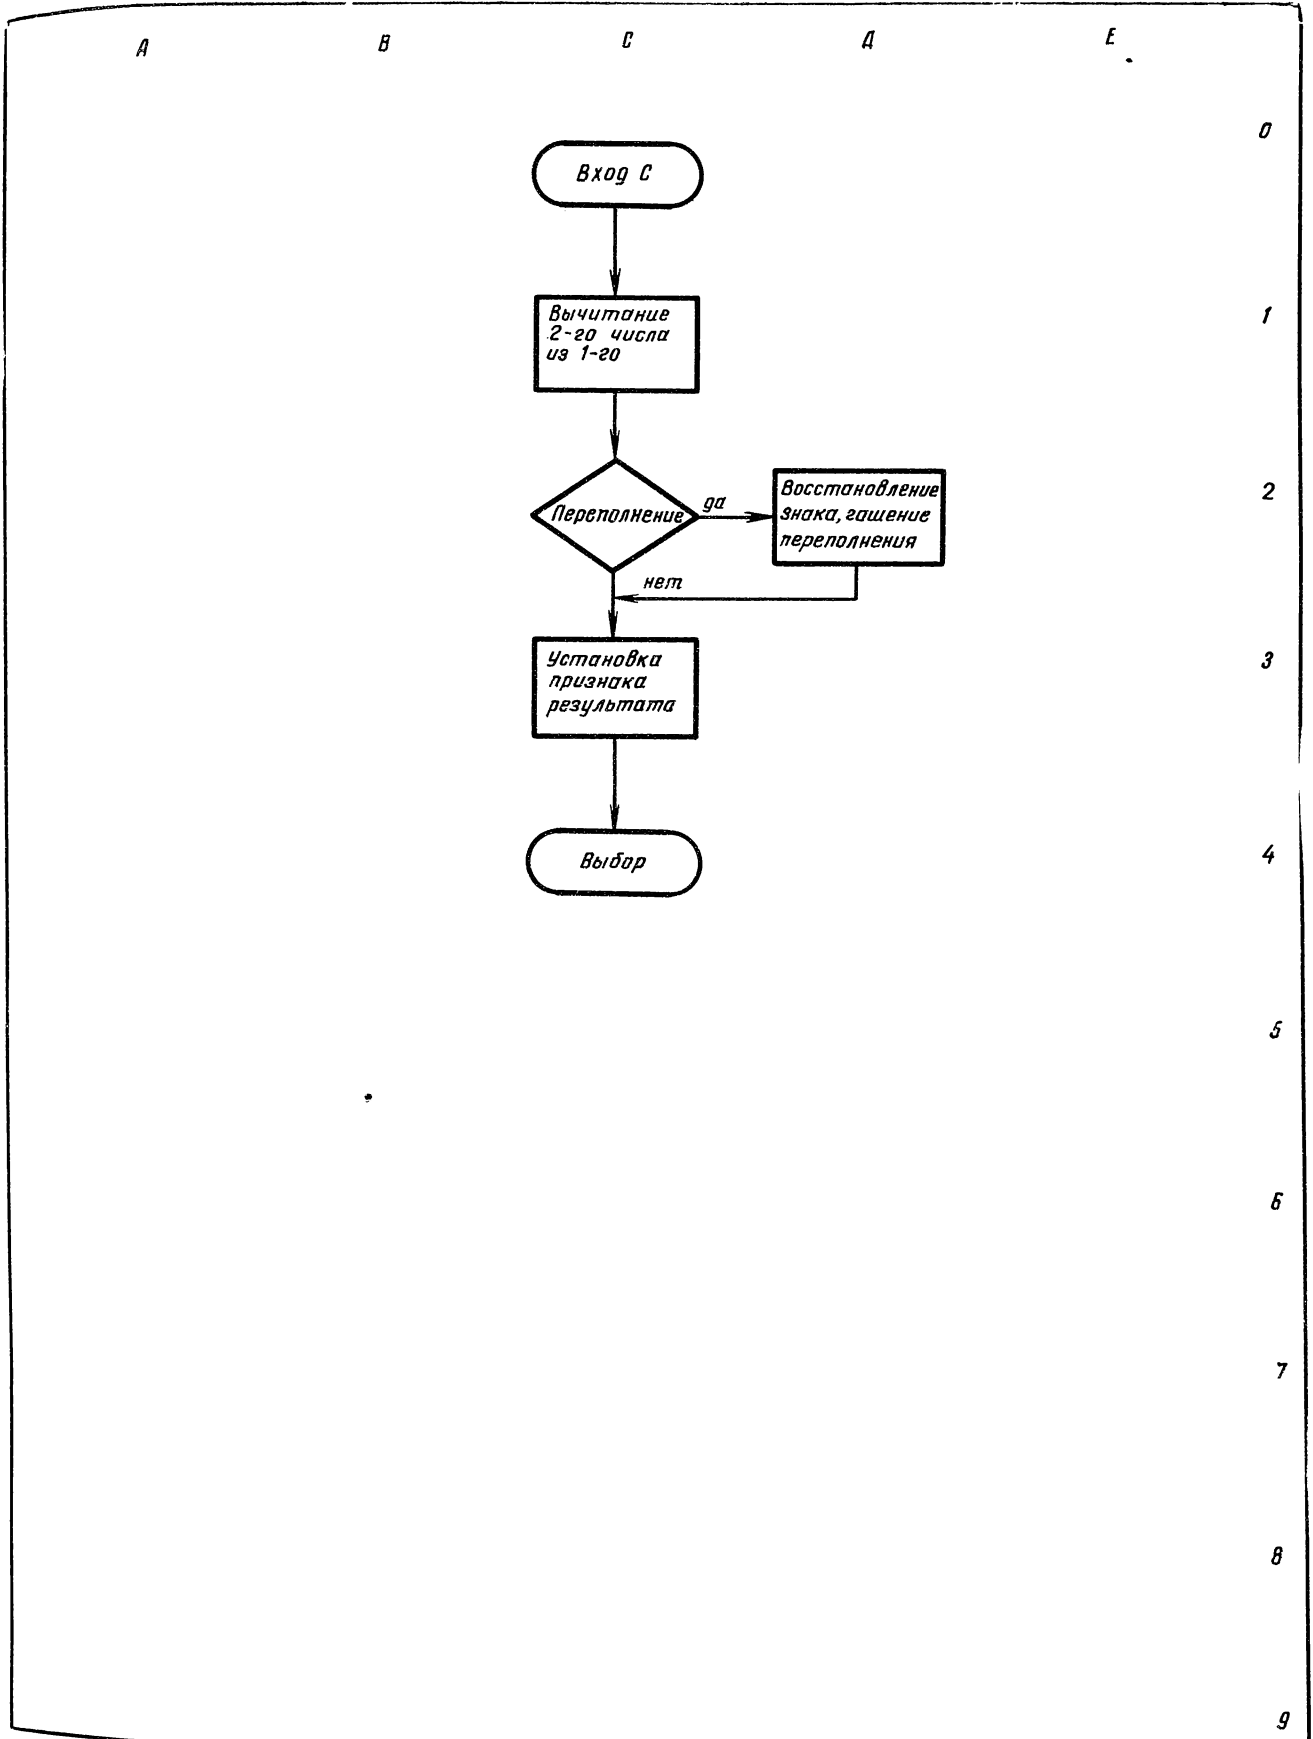 А В С Д Е
0
Вход С
1
Вычитание
2-го числа
из 1-го
2
Переполнение
да
Восстановление
знака, гашение
переполнения
нет
3
Установка
признака
результата
4
Выбор
5
6
7
8
9